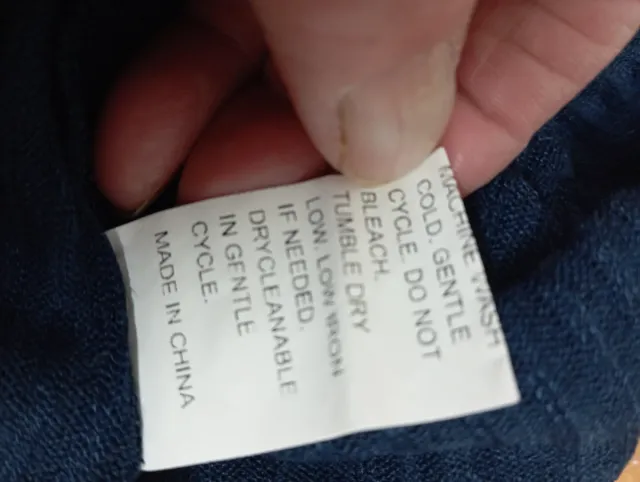 MACHINE WASH
COLD. GENTLE
CYCLE. DO NOT
BLEACH.
TUMBLE DRY
LOW. LOW IRON
IF NEEDED.
DRYCLEANABLE
IN GENTLE
CYCLE.
MADE IN CHINA